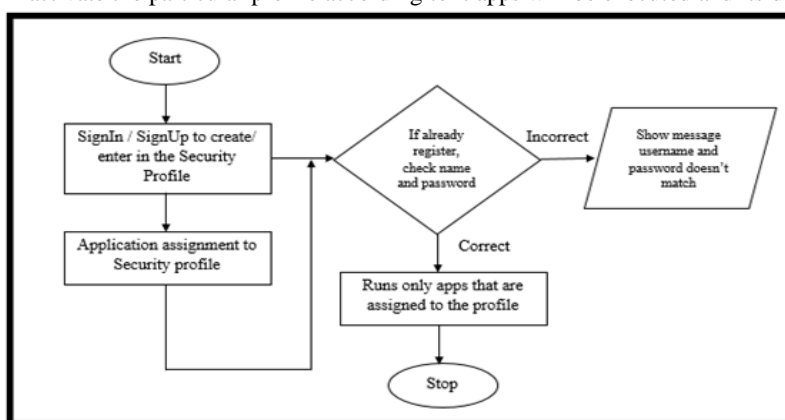 Start
SignIn / SignUp to create/
enter in the Security
Profile
Application assignment to
Security profile
If already
register,
check name
and password
Incorrect
Show message
username and
password doesn't
match
Correct
Runs only apps that are
assigned to the profile
Stop